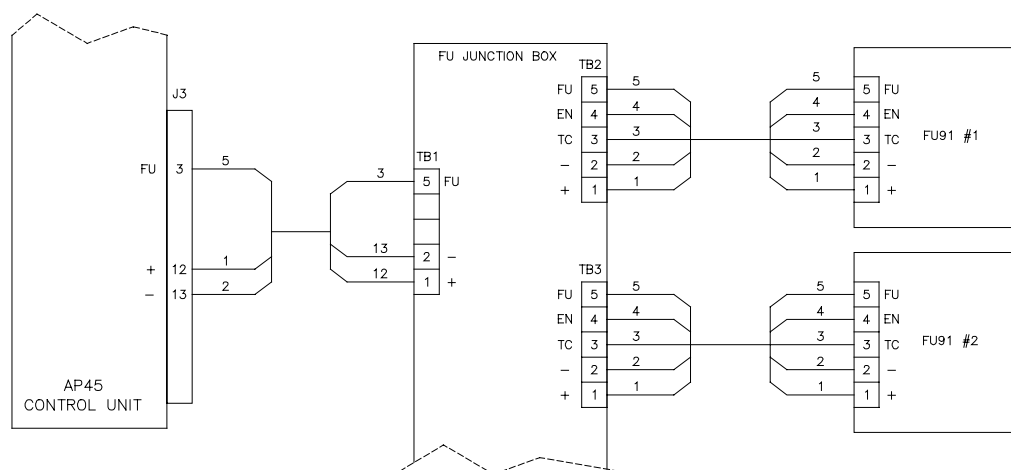 FU JUNCTION BOX
J3
FU 3 5
+ 12 1
− 13 2
AP45
CONTROL UNIT
TB1
3 5 FU
13 2 −
12 1 +
TB2
FU 5 5
EN 4 4
TC 3 3
− 2 2
+ 1 1
5 5 FU
4 4 EN
3 3 TC
2 2 −
1 1 +
FU91 #1
TB3
FU 5 5
EN 4 4
TC 3 3
− 2 2
+ 1 1
5 5 FU
4 4 EN
3 3 TC
2 2 −
1 1 +
FU91 #2